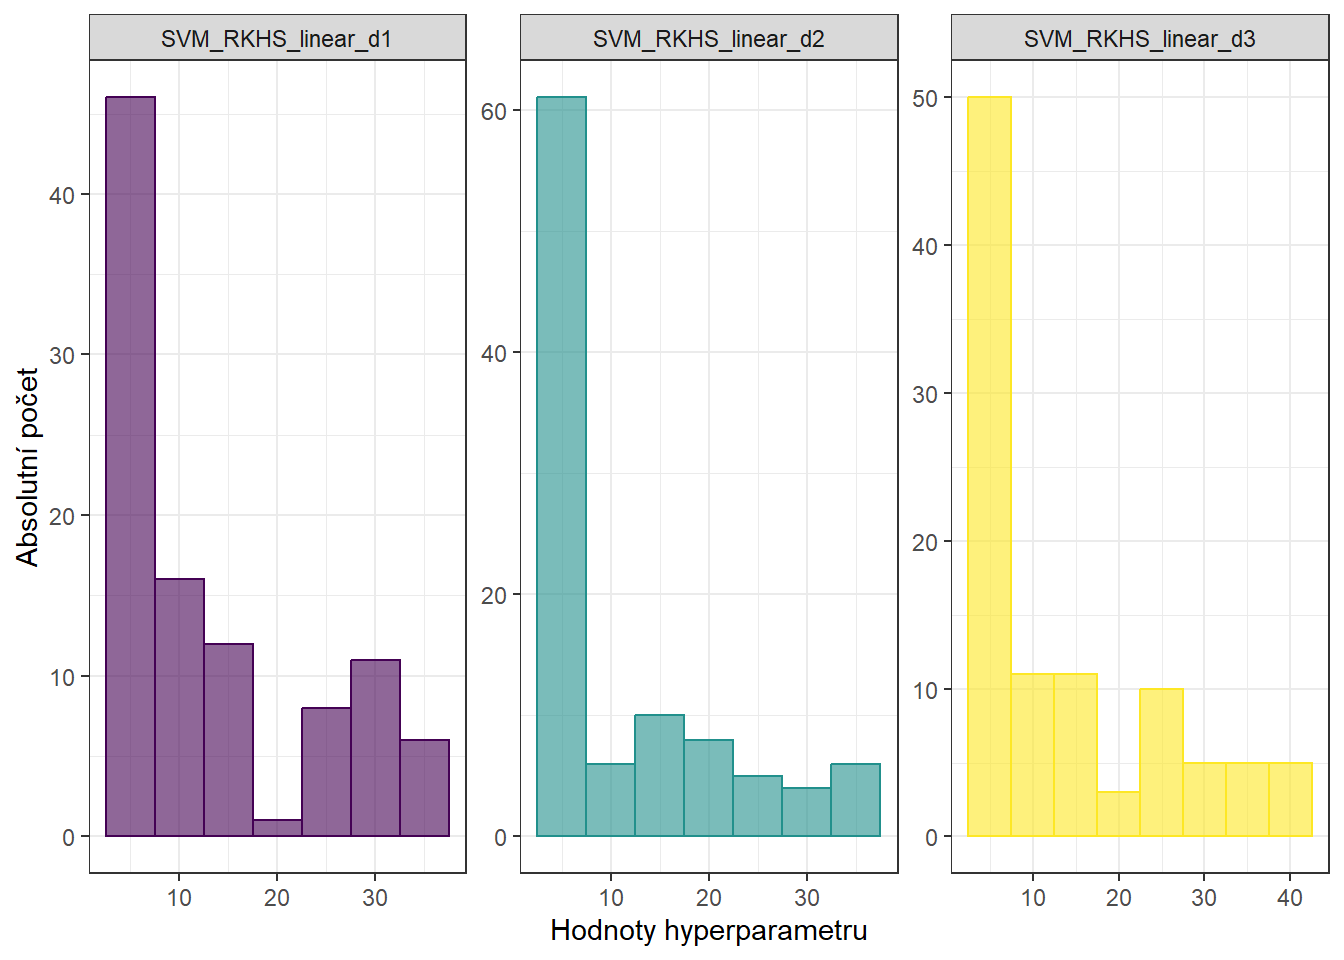 SVM_RKHS_linear_d1
SVM_RKHS_linear_d2
SVM_RKHS_linear_d3
Absolutní počet
40
30
20
10
0
60
40
20
0
50
40
30
20
10
0
10 20 30
10 20 30
10 20 30 40
Hodnoty hyperparametru